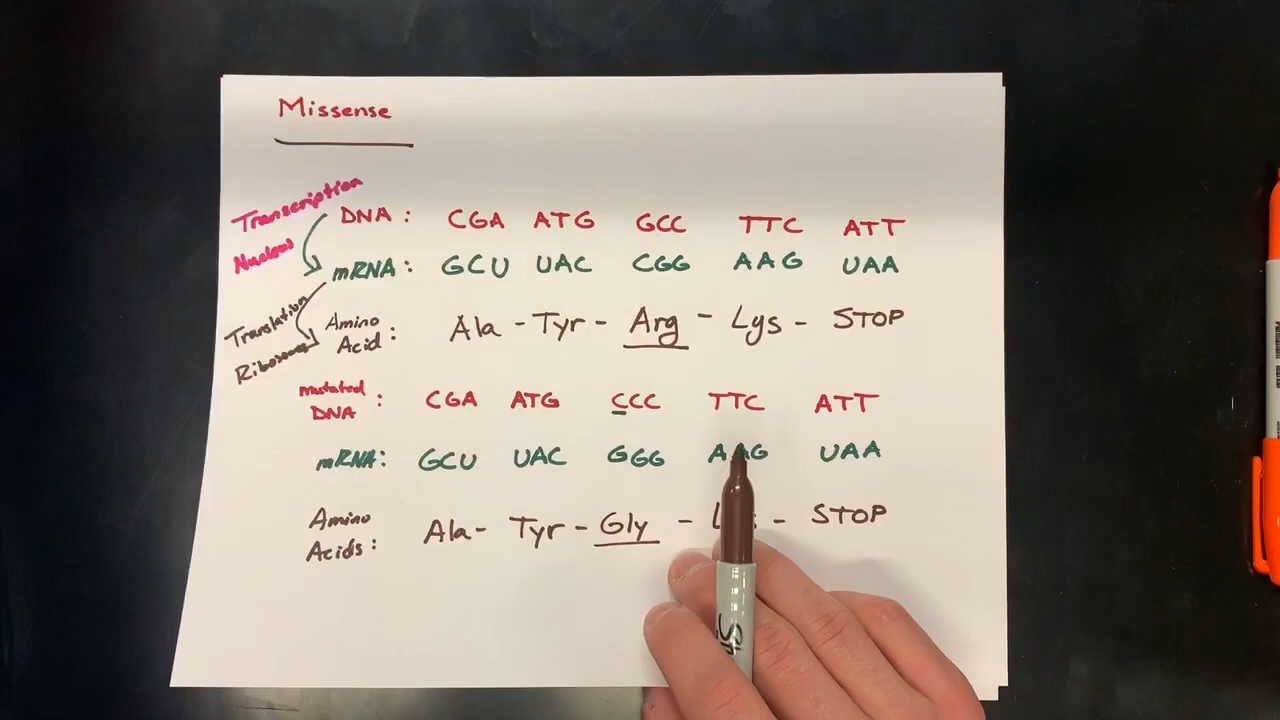 Missense
Transcription
Nucleus
DNA: CGA ATG GCC TTC ATT
mRNA: GCU UAC CGG AAG UAA
Translation
Ribosomes
Amino Acid: Ala - Tyr - Arg - Lys - STOP
Mutated DNA: CGA ATG CCC TTC ATT
mRNA: GCU UAC GGG AAG UAA
Amino Acids: Ala - Tyr - Gly - - STOP